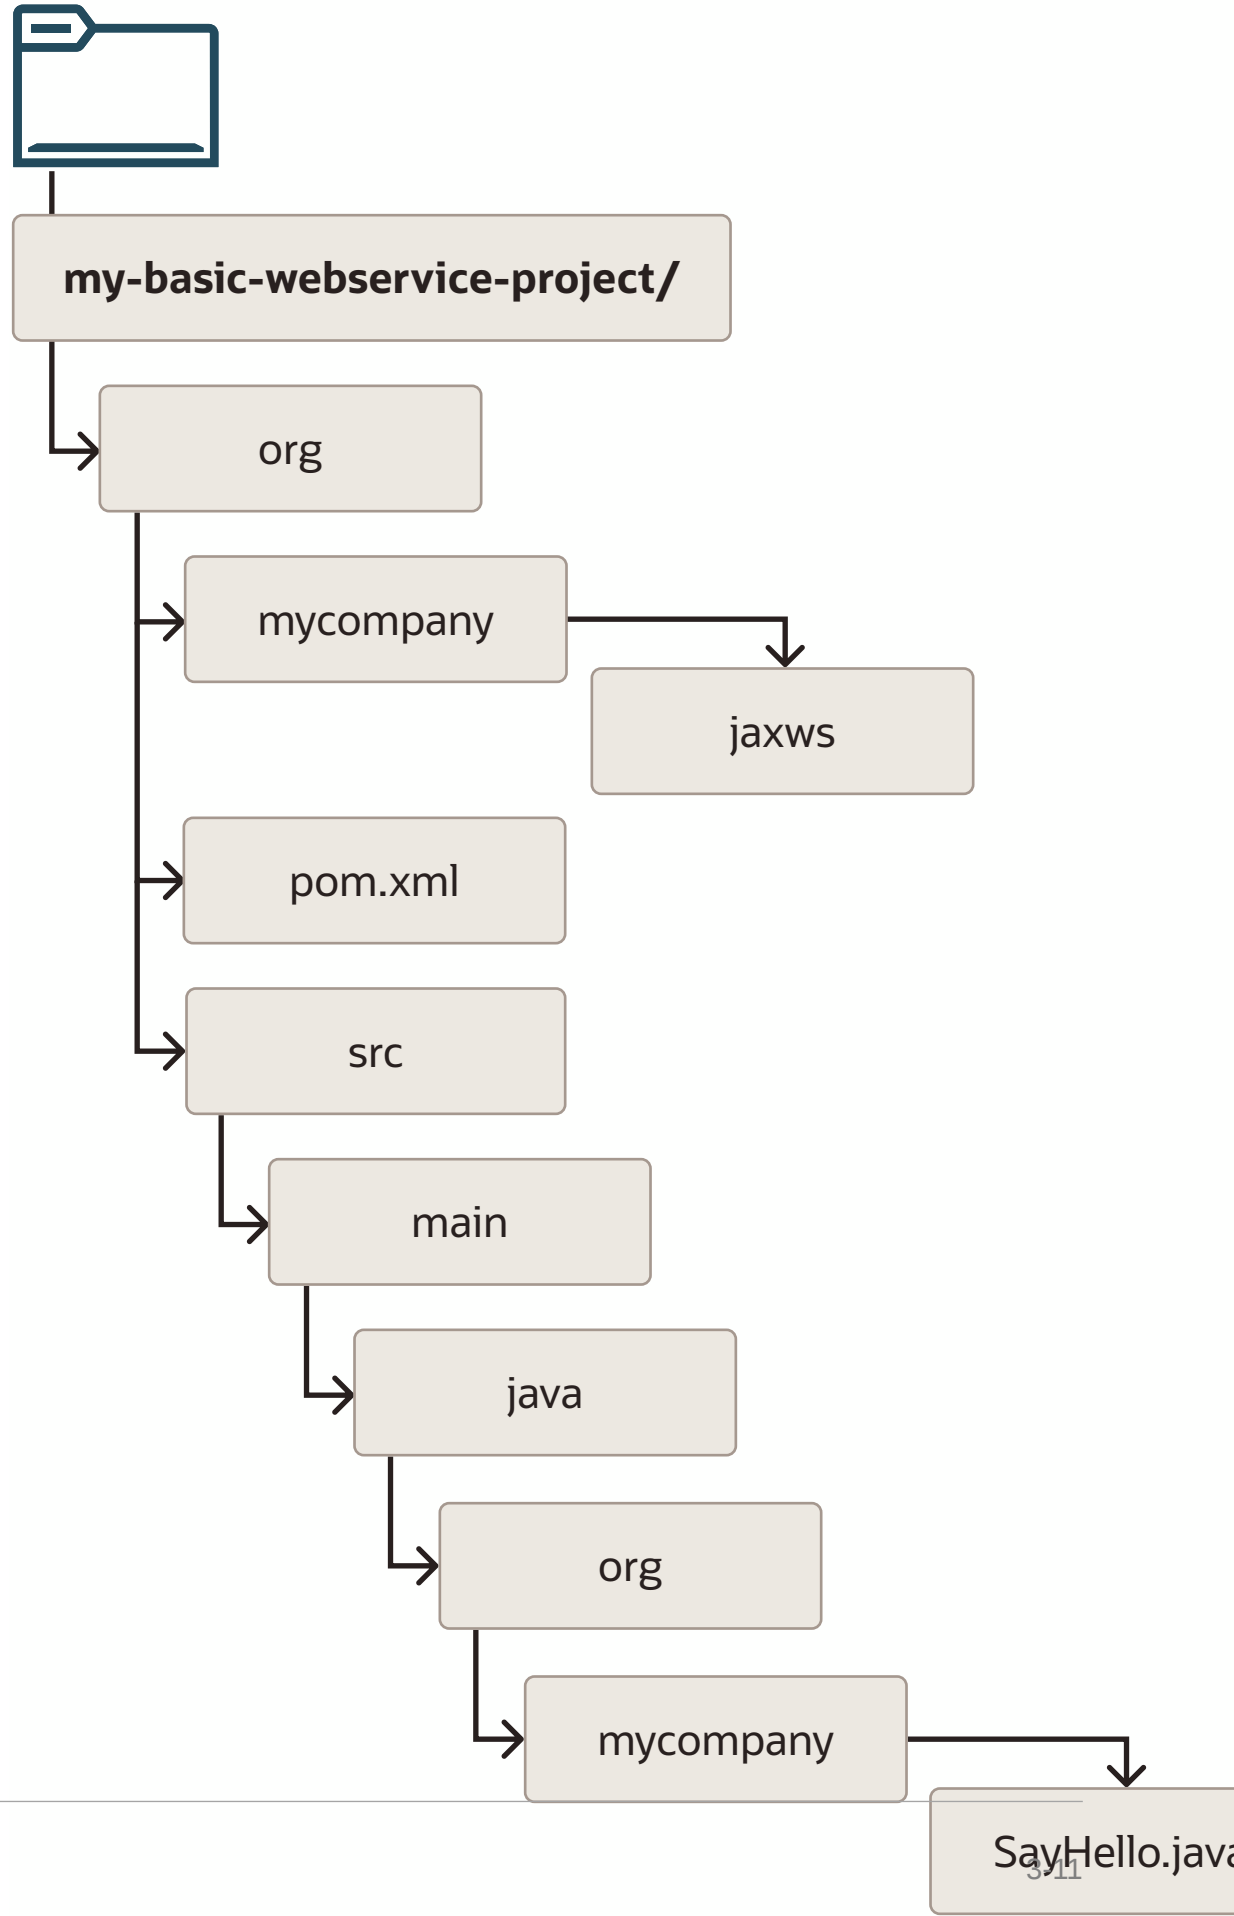 my-basic-webservice-project/
org
mycompany
jaxws
pom.xml
src
main
java
org
mycompany
SayHello.java
3-11